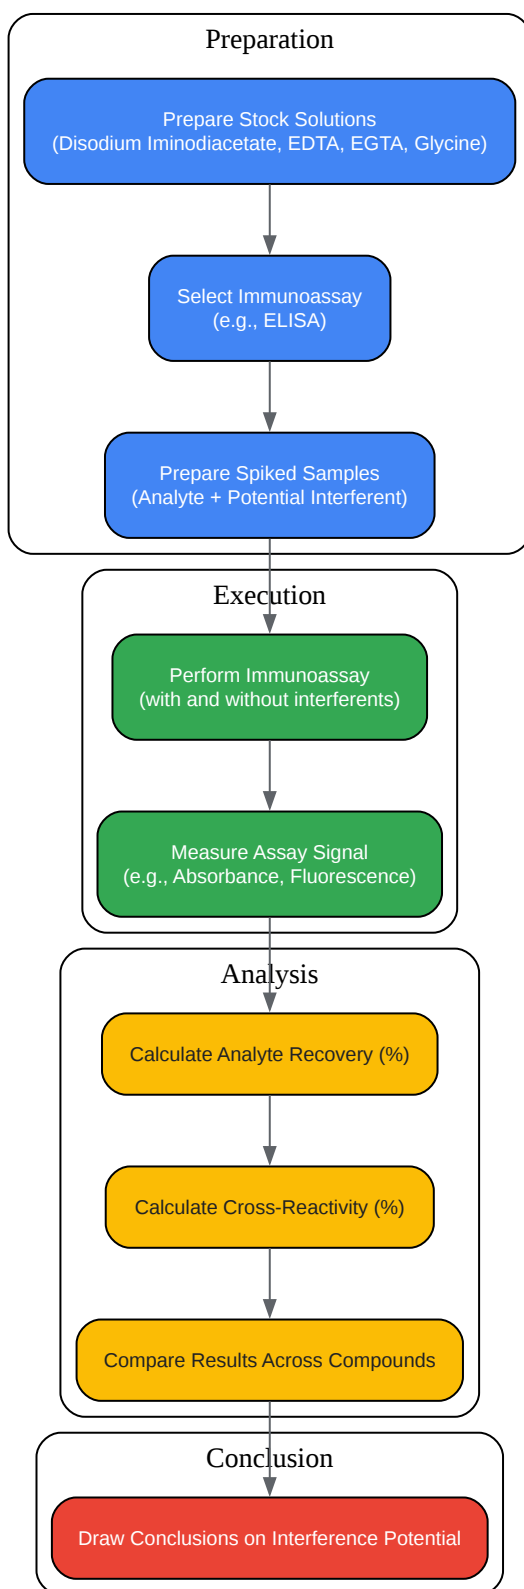 Preparation
Prepare Stock Solutions
(Disodium Iminodiacetate, EDTA, EGTA, Glycine)
Select Immunoassay
(e.g., ELISA)
Prepare Spiked Samples
(Analyte + Potential Interferent)
Execution
Perform Immunoassay
(with and without interferents)
Measure Assay Signal
(e.g., Absorbance, Fluorescence)
Analysis
Calculate Analyte Recovery (%)
Calculate Cross-Reactivity (%)
Compare Results Across Compounds
Conclusion
Draw Conclusions on Interference Potential